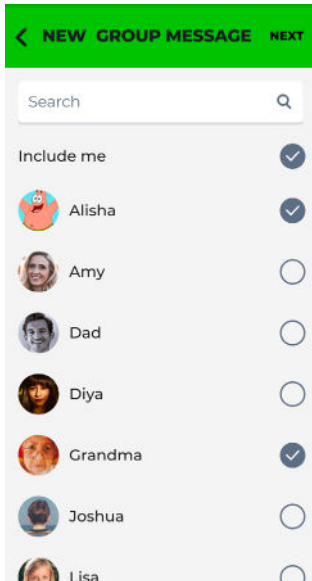 NEW GROUP MESSAGE NEXT
Search
Include me
Alisha
Amy
Dad
Diya
Grandma
Joshua
Lisa